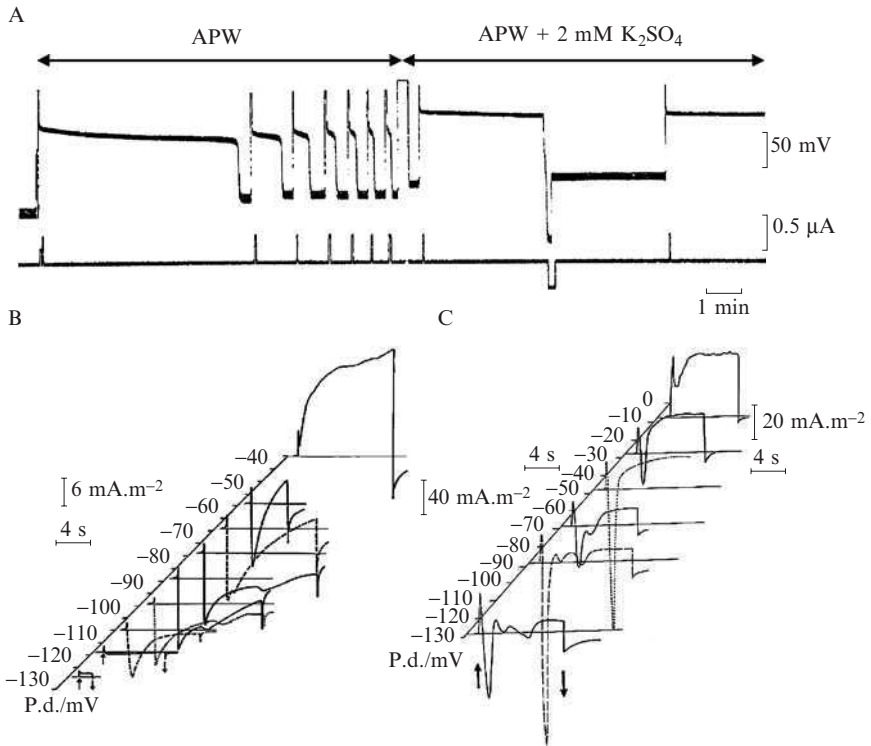 A
APW
APW + 2 mM K₂SO₄
50 mV
0.5 μA
1 min
B
−40
−50
−60
−70
−80
−90
−100
−110
−120
−130
P.d./mV
6 mA.m⁻²
4 s
40 mA.m⁻²
C
0
−10
−20
−30
−40
−50
−60
−70
−80
−90
−100
−110
−120
−130
P.d./mV
4 s
20 mA.m⁻²
4 s